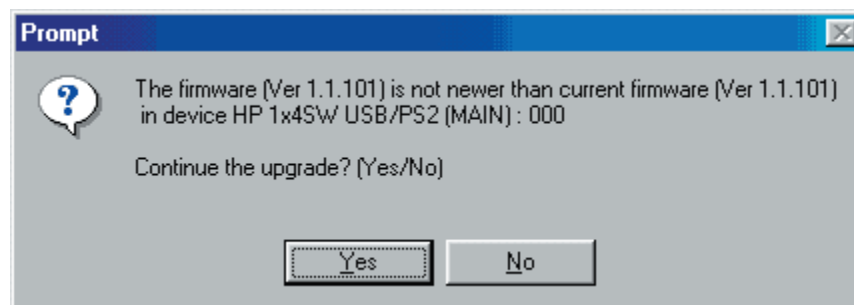 Prompt
The firmware (Ver 1.1.101) is not newer than current firmware (Ver 1.1.101)
in device HP 1x4SW USB/PS2 (MAIN) : 000
Continue the upgrade? (Yes/No)
Yes No